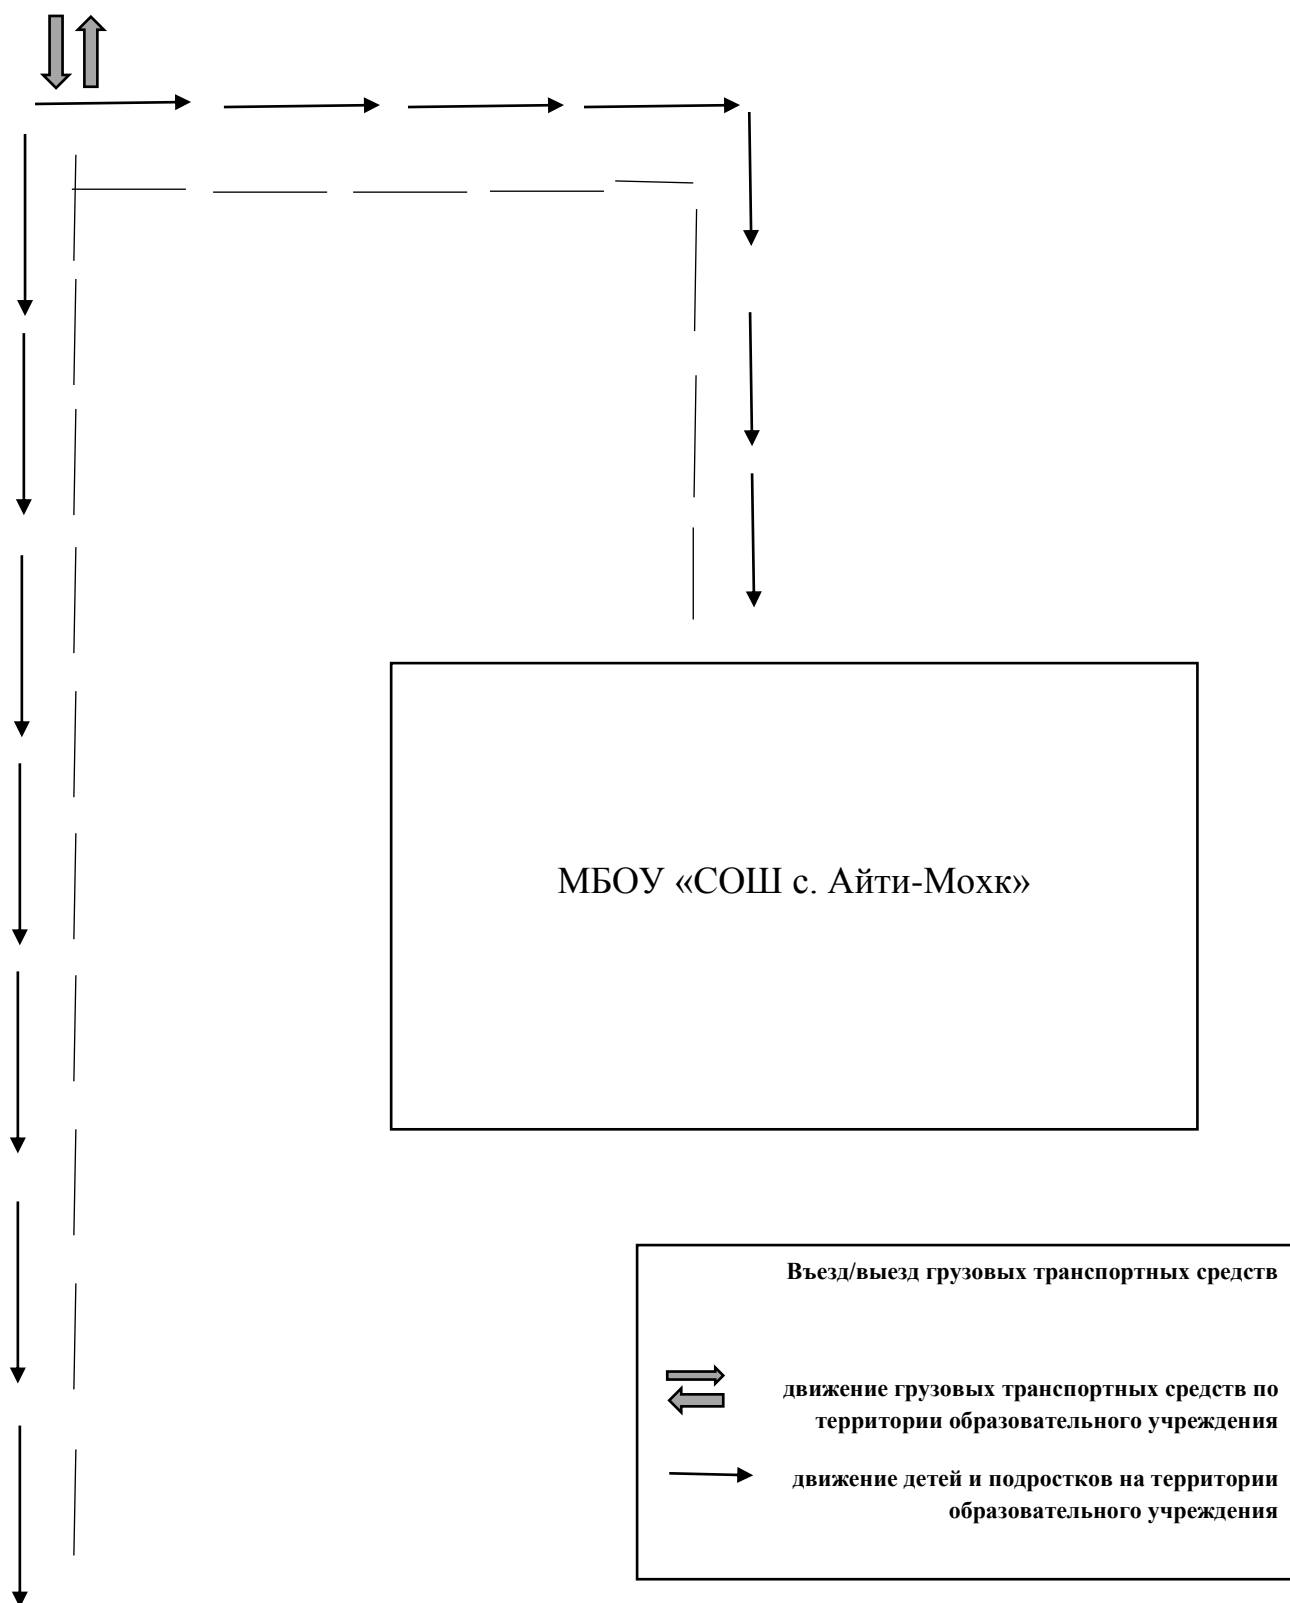 МБОУ «СОШ с. Айти-Мохк»
Въезд/выезд грузовых транспортных средств
движение грузовых транспортных средств по
территории образовательного учреждения
движение детей и подростков на территории
образовательного учреждения